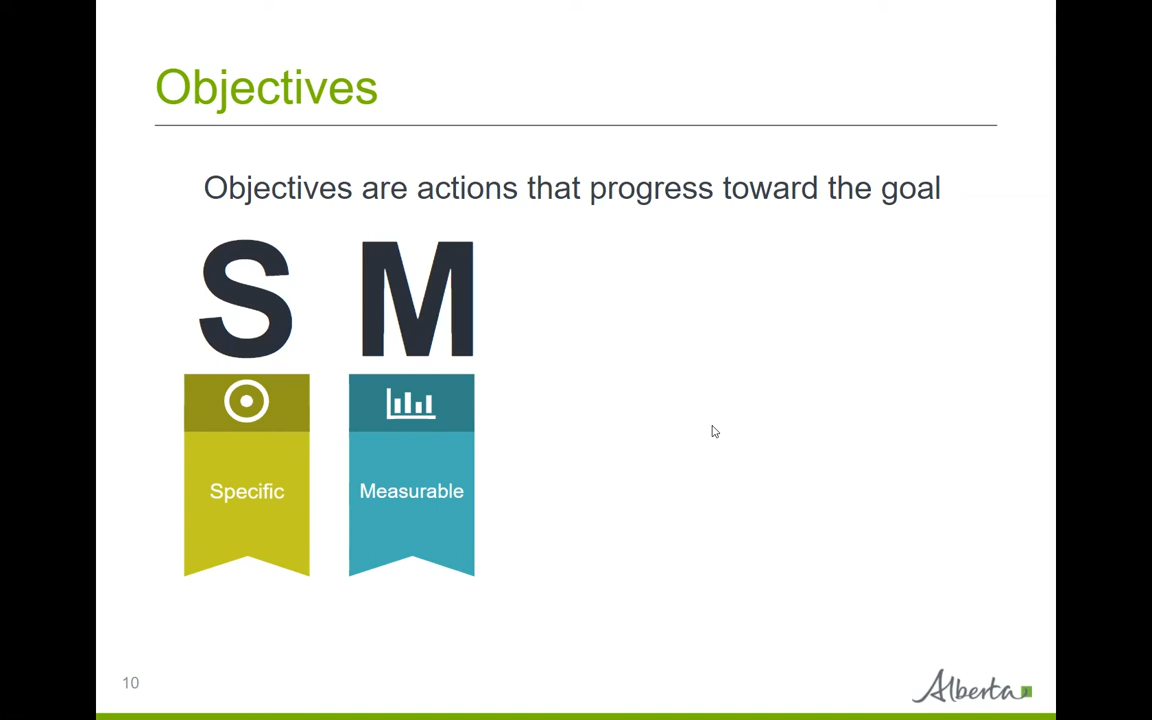 Objectives
Objectives are actions that progress toward the goal
S M
Specific Measurable
10
Alberta